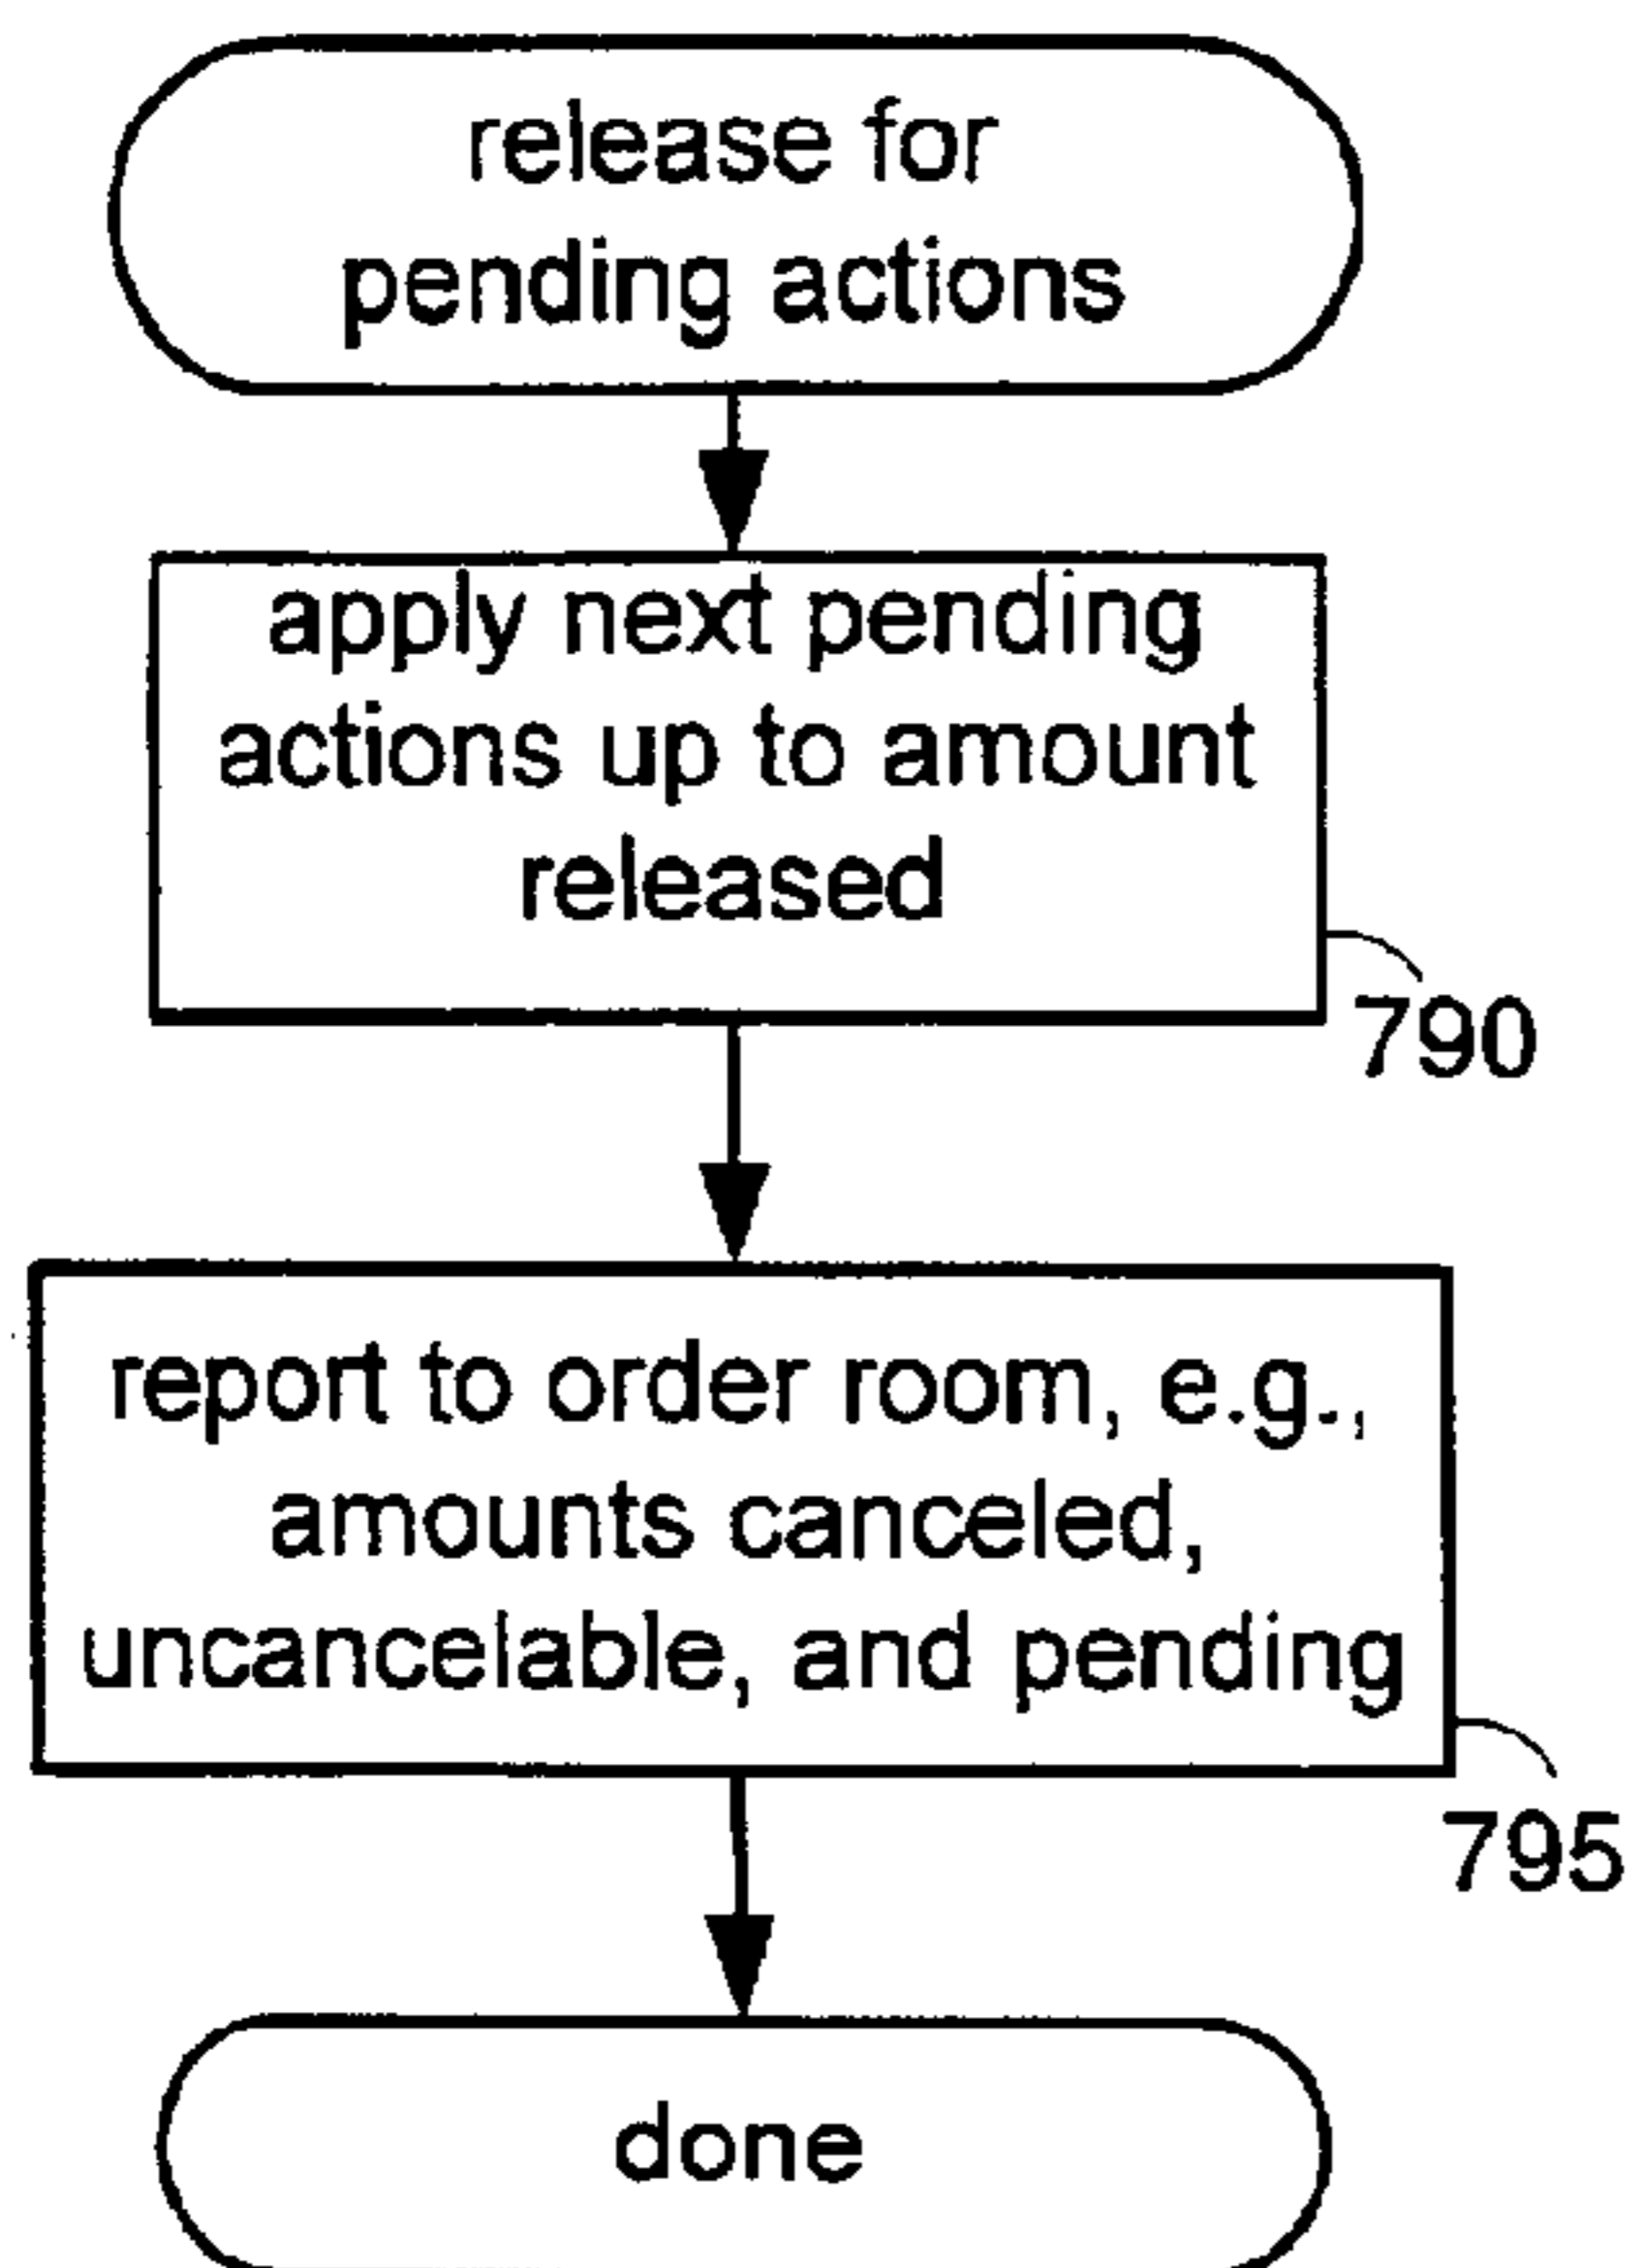 release for
pending actions
apply next pending
actions up to amount
released
790
report to order room, e.g.,
amounts canceled,
uncancelable, and pending
795
done